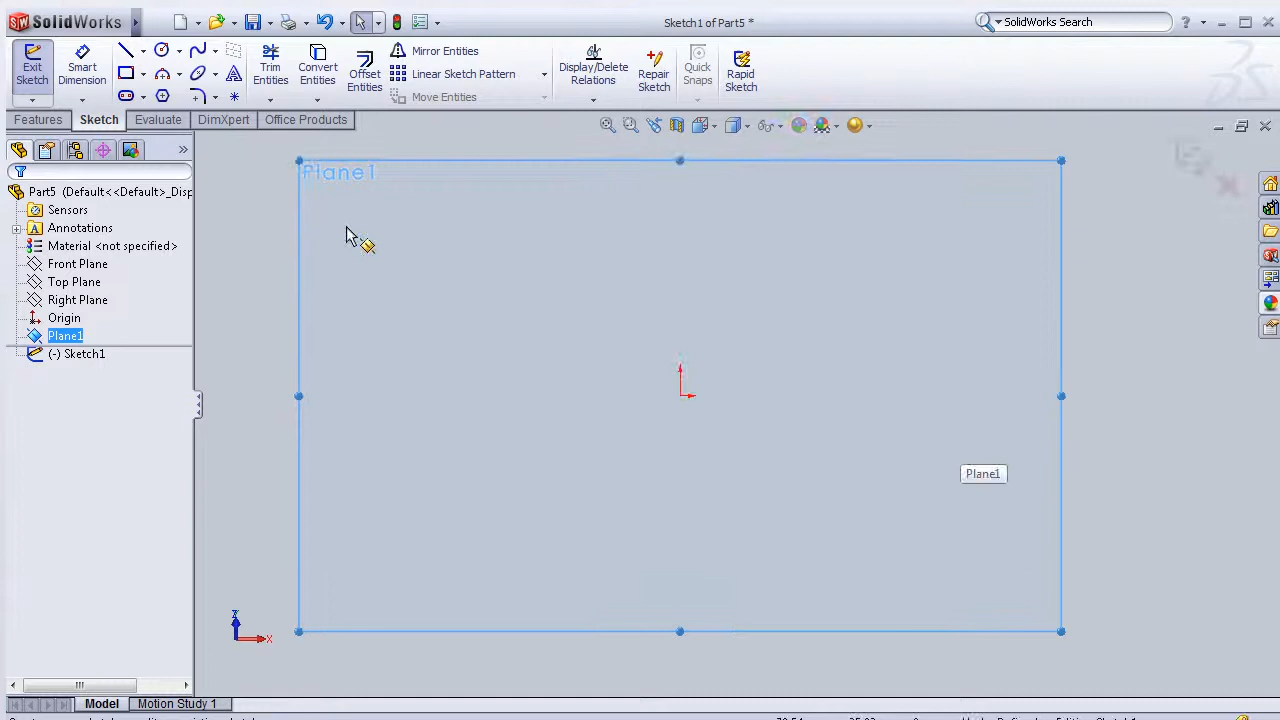 SolidWorks
Sketch1 of Part5 *
SolidWorks Search
Exit Sketch
Smart Dimension
Trim Entities
Convert Entities
Offset Entities
Mirror Entities
Linear Sketch Pattern
Move Entities
Display/Delete Relations
Repair Sketch
Quick Snaps
Rapid Sketch
Features
Sketch
Evaluate
DimXpert
Office Products
Part5 (Default<<Default>_Disp
Sensors
Annotations
Material <not specified>
Front Plane
Top Plane
Right Plane
Origin
Plane1
(-) Sketch1
Plane1
Plane1
Z
X
Model
Motion Study 1